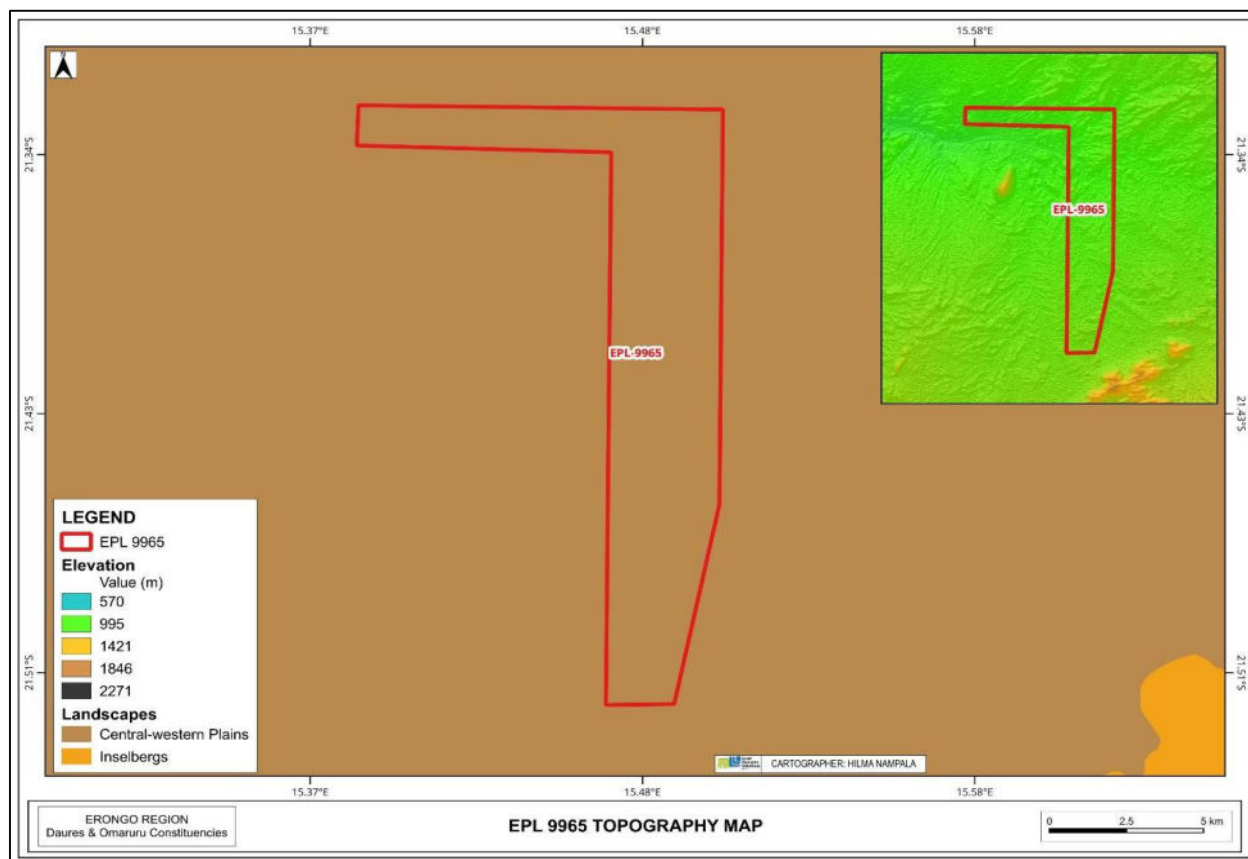 15.37°E
15.48°E
15.58°E
N
21.34°S
21.34°S
EPL-9965
EPL-9965
21.43°S
21.43°S
LEGEND
EPL 9965
Elevation
Value (m)
570
995
1421
1846
2271
Landscapes
Central-western Plains
Inselbergs
21.51°S
21.51°S
CARTOGRAPHER: HILMA NAMPALA
15.37°E
15.48°E
15.58°E
ERONGO REGION
Daures & Omaruru Constituencies
EPL 9965 TOPOGRAPHY MAP
0 2.5 5 km